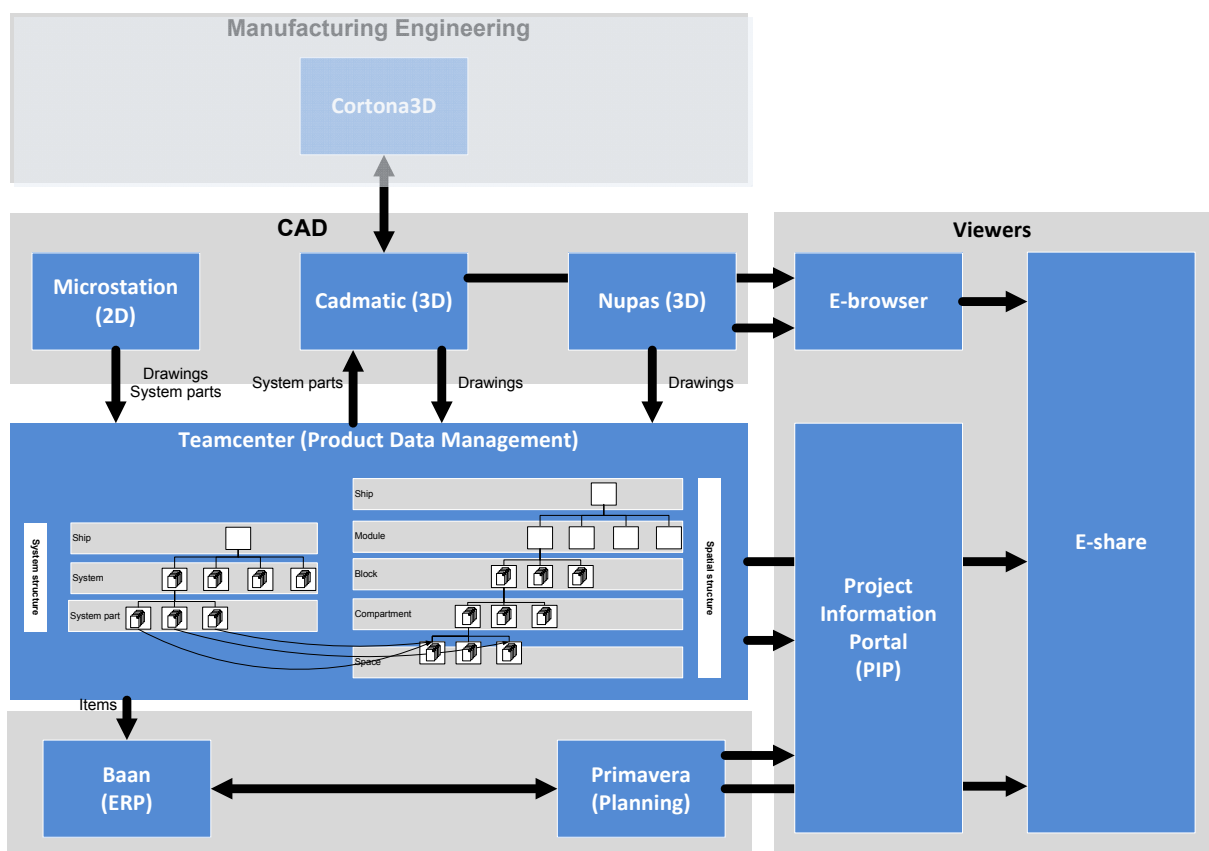 Manufacturing Engineering
Cortona3D
CAD
Viewers
Microstation
(2D)
Cadmatic (3D)
Nupas (3D)
E-browser
E-share
Drawings
System parts
System parts
Drawings
Drawings
Teamcenter (Product Data Management)
System structure
Ship
System
System part
Ship
Module
Block
Compartment
Space
Spatial structure
Project
Information
Portal
(PIP)
Items
Baan
(ERP)
Primavera
(Planning)